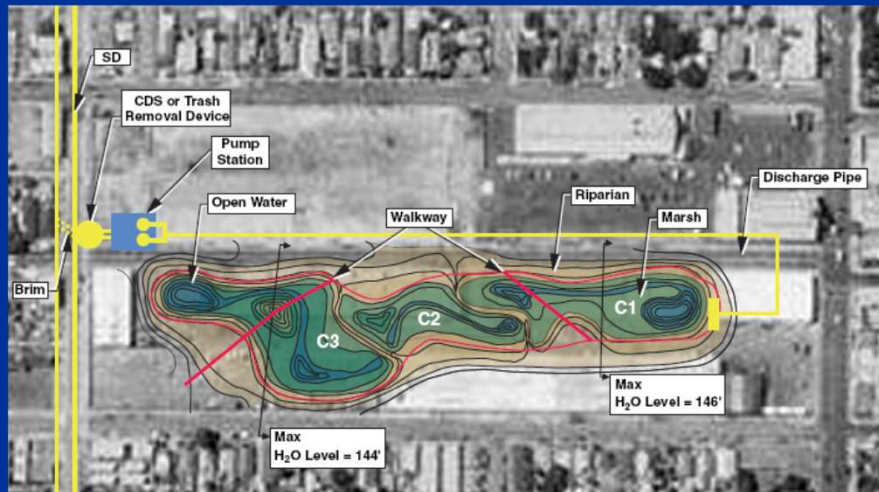 SD
CDS or Trash
Removal Device
Pump
Station
Open Water
Walkway
Riparian
Discharge Pipe
Marsh
Brim
C1
C2
C3
Max
H₂O Level = 146'
Max
H₂O Level = 144'